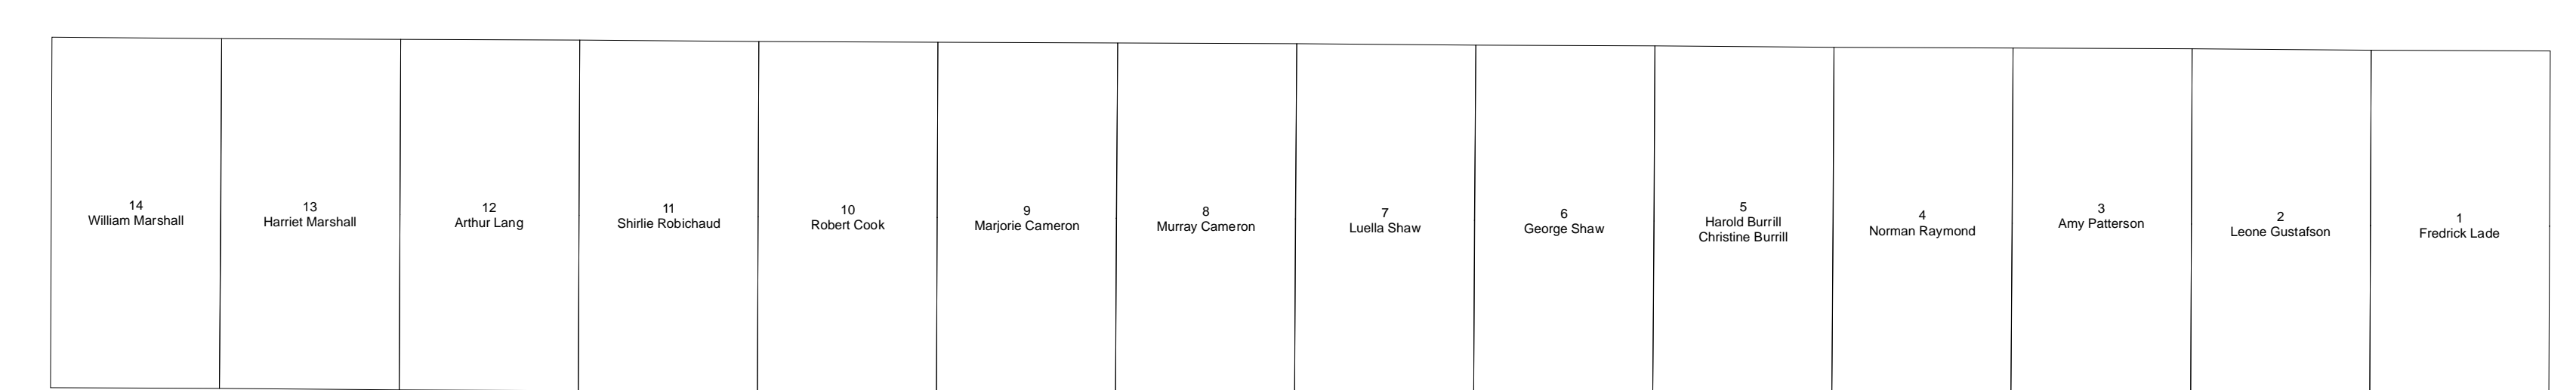 14
William Marshall
13
Harriet Marshall
12
Arthur Lang
11
Shirlie Robichaud
10
Robert Cook
9
Marjorie Cameron
8
Murray Cameron
7
Luella Shaw
6
George Shaw
5
Harold Burrill
Christine Burrill
4
Norman Raymond
3
Amy Patterson
2
Leone Gustafson
1
Fredrick Lade